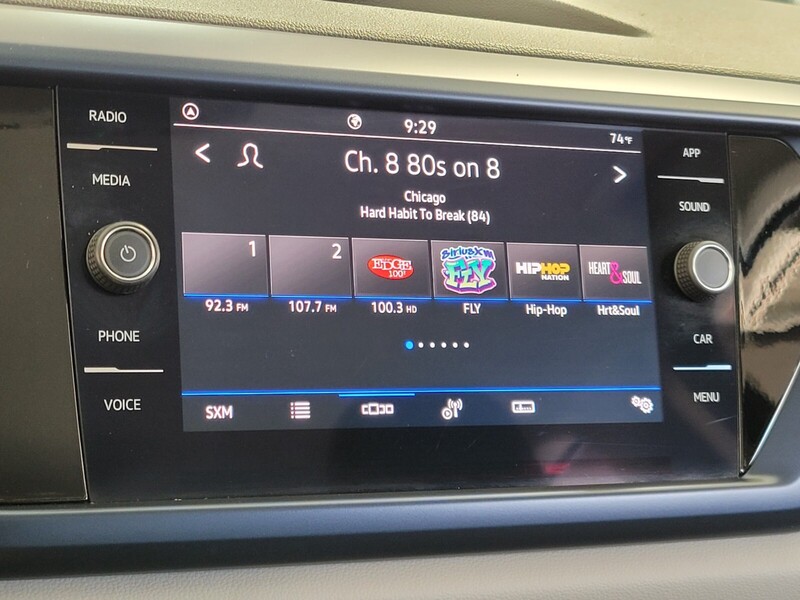 RADIO
MEDIA
PHONE
VOICE
9:29
74°F
Ch. 8 80s on 8
Chicago
Hard Habit To Break (84)
1
2
EDGE
100.3
SiriusXM
FLY
HIPHOP
NATION
HEART & SOUL
92.3 FM
107.7 FM
100.3 HD
FLY
Hip-Hop
Hrt&Soul
SXM
APP
SOUND
CAR
MENU